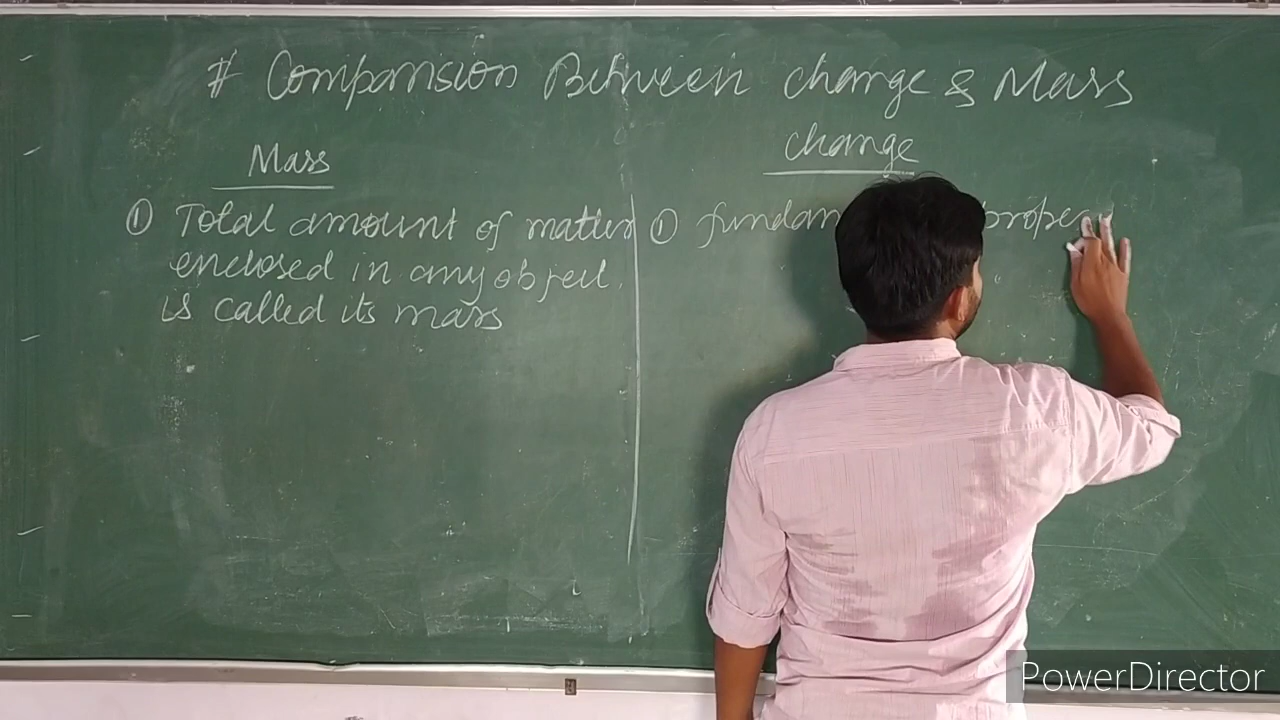 # Comparision Between Charge & Mass
Mass
① Total amount of matter
enclosed in any object.
is called its mass
Charge
① fundam proper
PowerDirector